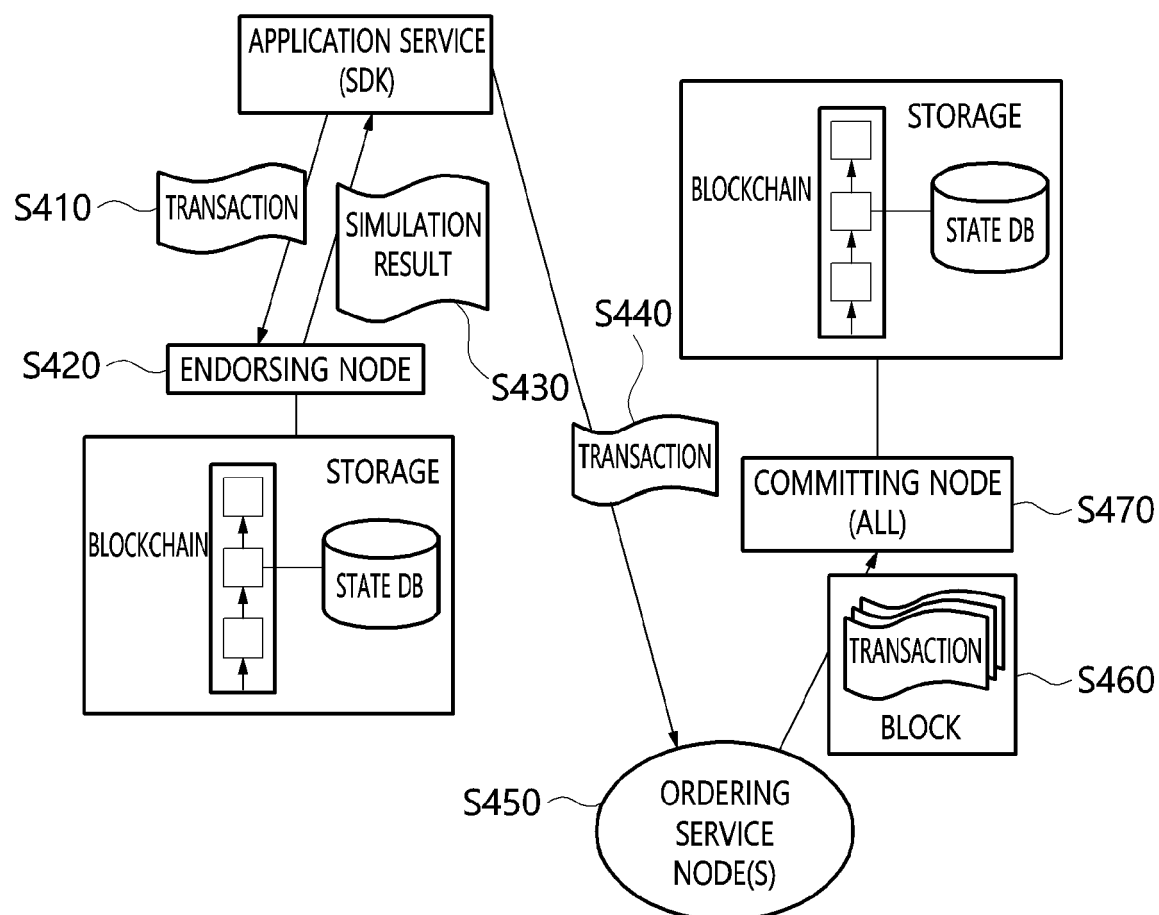 APPLICATION SERVICE
(SDK)
S410
TRANSACTION
SIMULATION
RESULT
S420
ENDORSING NODE
S430
STORAGE
BLOCKCHAIN
STATE DB
S440
TRANSACTION
STORAGE
BLOCKCHAIN
STATE DB
COMMITTING NODE
(ALL)
S470
TRANSACTION
BLOCK
S460
S450
ORDERING
SERVICE
NODE(S)